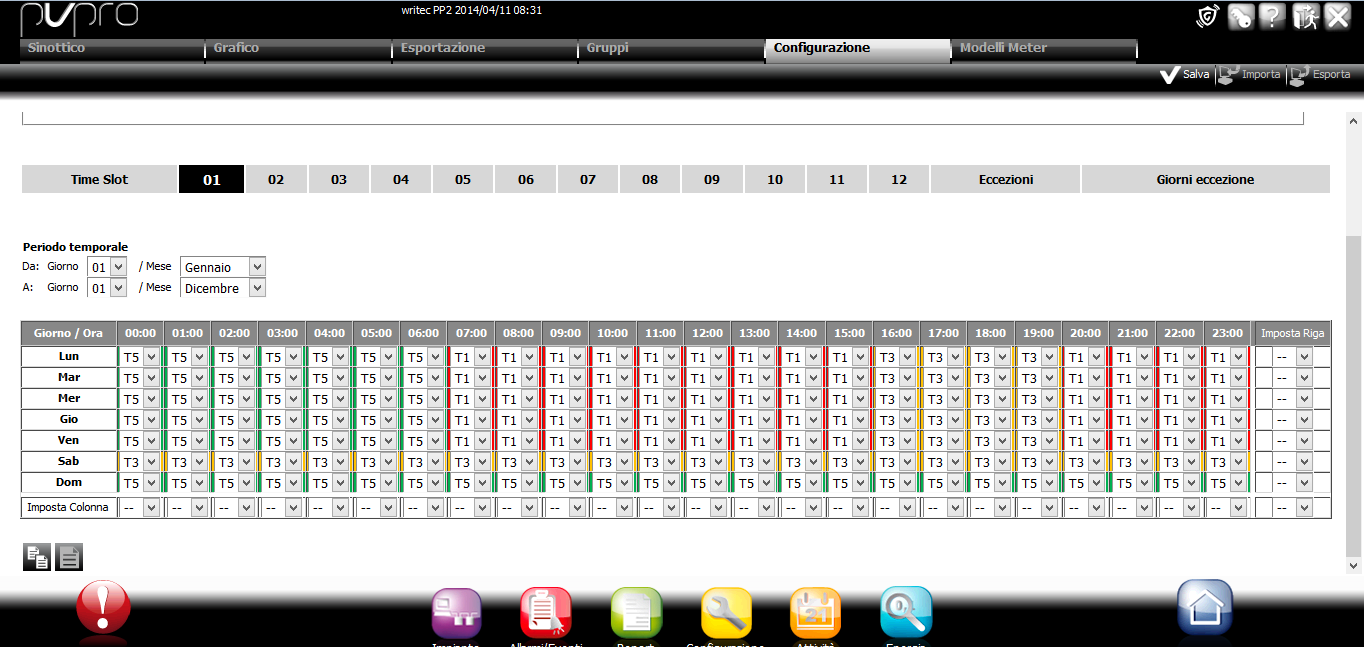 pvpro
writec PP2 2014/04/11 08:31
Sinottico Grafico Esportazione Gruppi Configurazione Modelli Meter
Salva Importa Esporta
Time Slot 01 02 03 04 05 06 07 08 09 10 11 12 Eccezioni Giorni eccezione
Periodo temporale
Da: Giorno 01 / Mese Gennaio
A: Giorno 01 / Mese Dicembre
Giorno / Ora 00:00 01:00 02:00 03:00 04:00 05:00 06:00 07:00 08:00 09:00 10:00 11:00 12:00 13:00 14:00 15:00 16:00 17:00 18:00 19:00 20:00 21:00 22:00 23:00 Imposta Riga
Lun T5 T5 T5 T5 T5 T5 T5 T1 T1 T1 T1 T1 T1 T1 T1 T1 T3 T3 T3 T3 T1 T1 T1 T1 --
Mar T5 T5 T5 T5 T5 T5 T5 T1 T1 T1 T1 T1 T1 T1 T1 T1 T3 T3 T3 T3 T1 T1 T1 T1 --
Mer T5 T5 T5 T5 T5 T5 T5 T1 T1 T1 T1 T1 T1 T1 T1 T1 T3 T3 T3 T3 T1 T1 T1 T1 --
Gio T5 T5 T5 T5 T5 T5 T5 T1 T1 T1 T1 T1 T1 T1 T1 T1 T3 T3 T3 T3 T1 T1 T1 T1 --
Ven T5 T5 T5 T5 T5 T5 T5 T1 T1 T1 T1 T1 T1 T1 T1 T1 T3 T3 T3 T3 T1 T1 T1 T1 --
Sab T3 T3 T3 T3 T3 T3 T3 T3 T3 T3 T3 T3 T3 T3 T3 T3 T3 T3 T3 T3 T3 T3 T3 T3 --
Dom T5 T5 T5 T5 T5 T5 T5 T5 T5 T5 T5 T5 T5 T5 T5 T5 T5 T5 T5 T5 T5 T5 T5 T5 --
Imposta Colonna -- -- -- -- -- -- -- -- -- -- -- -- -- -- -- -- -- -- -- -- -- -- -- -- --
21
Impianto Allarmi/Eventi Report Configurazione Attività Energia